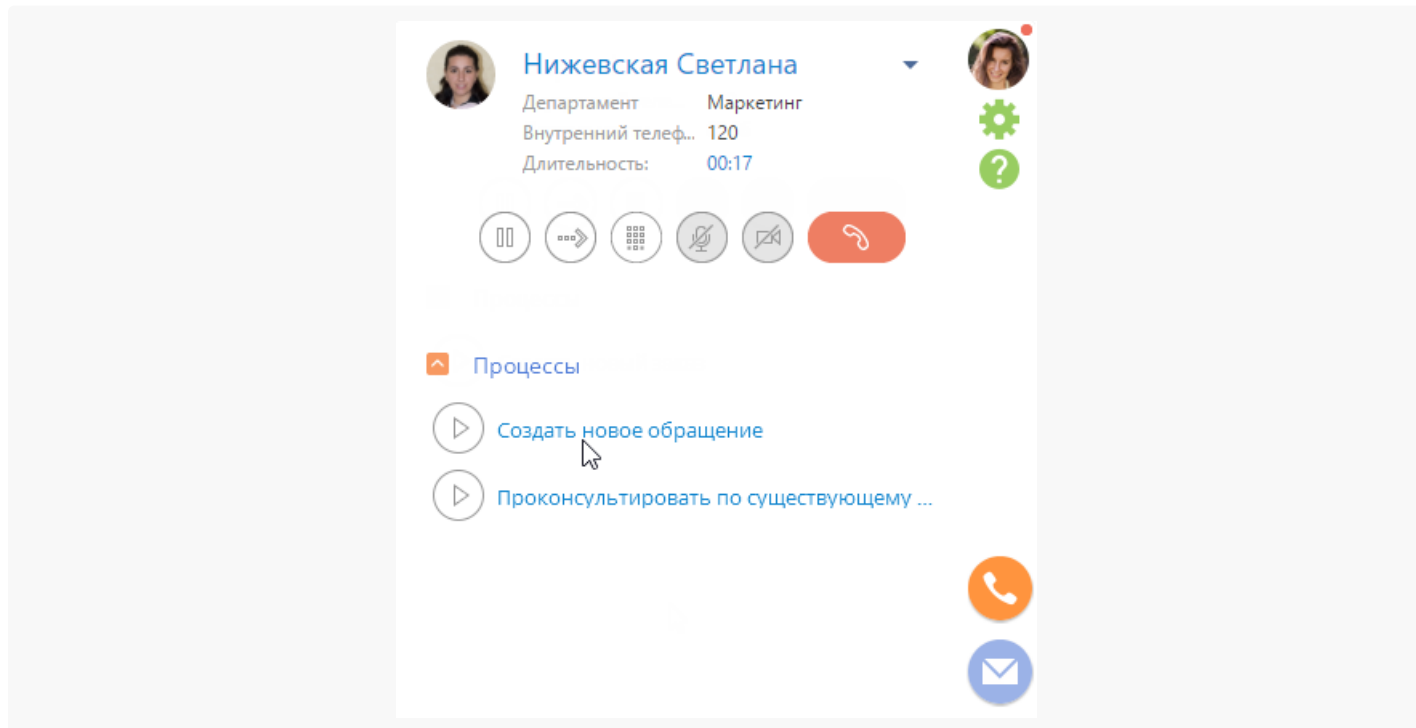 Нижевская Светлана
Департамент Маркетинг
Внутренний телеф... 120
Длительность: 00:17
Процессы
Создать новое обращение
Проконсультировать по существующему ...